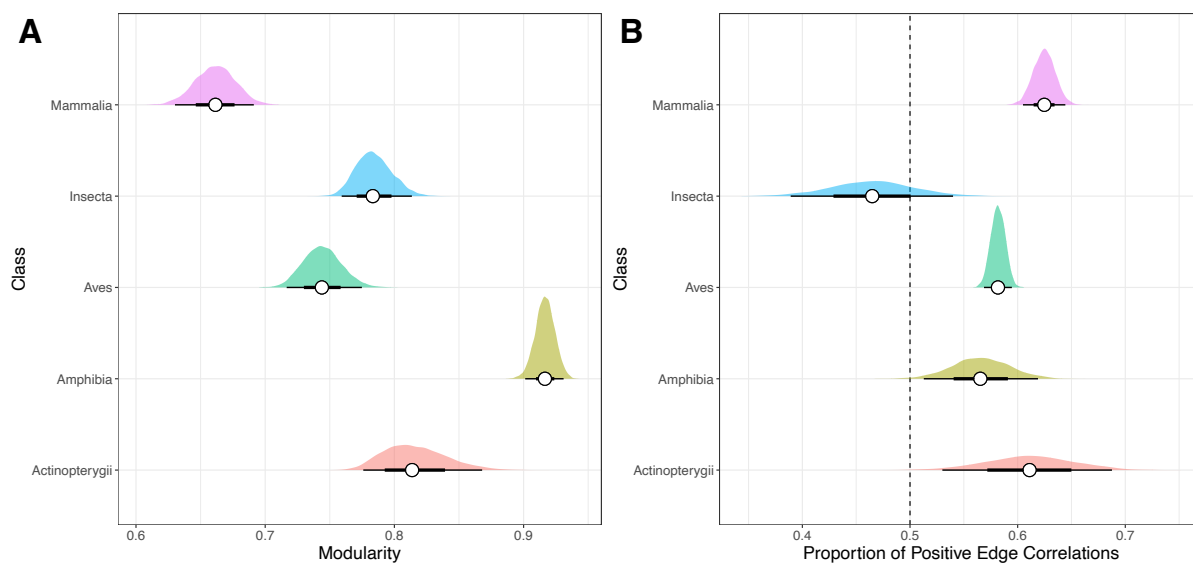 A
B
Mammalia
Insecta
Aves
Amphibia
Actinopterygii
Class
0.6 0.7 0.8 0.9
Modularity
Mammalia
Insecta
Aves
Amphibia
Actinopterygii
Class
0.4 0.5 0.6 0.7
Proportion of Positive Edge Correlations